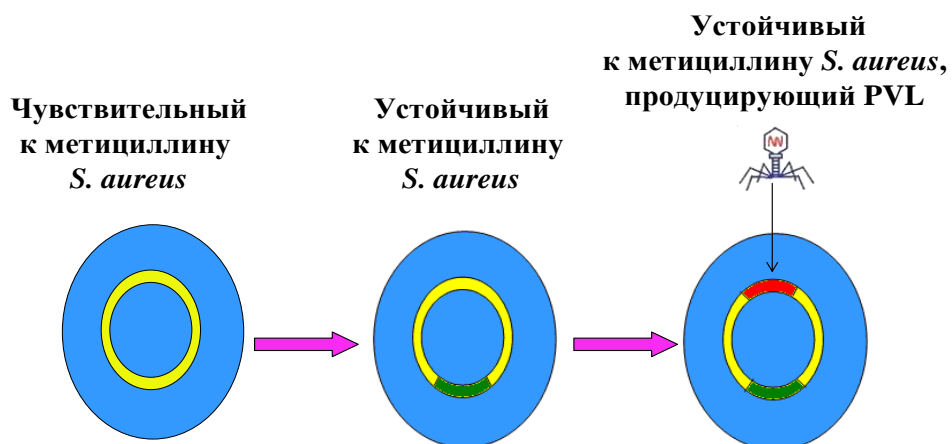 Чувствительный
к метициллину
S. aureus
Устойчивый
к метициллину
S. aureus
Устойчивый
к метициллину S. aureus,
продуцирующий PVL